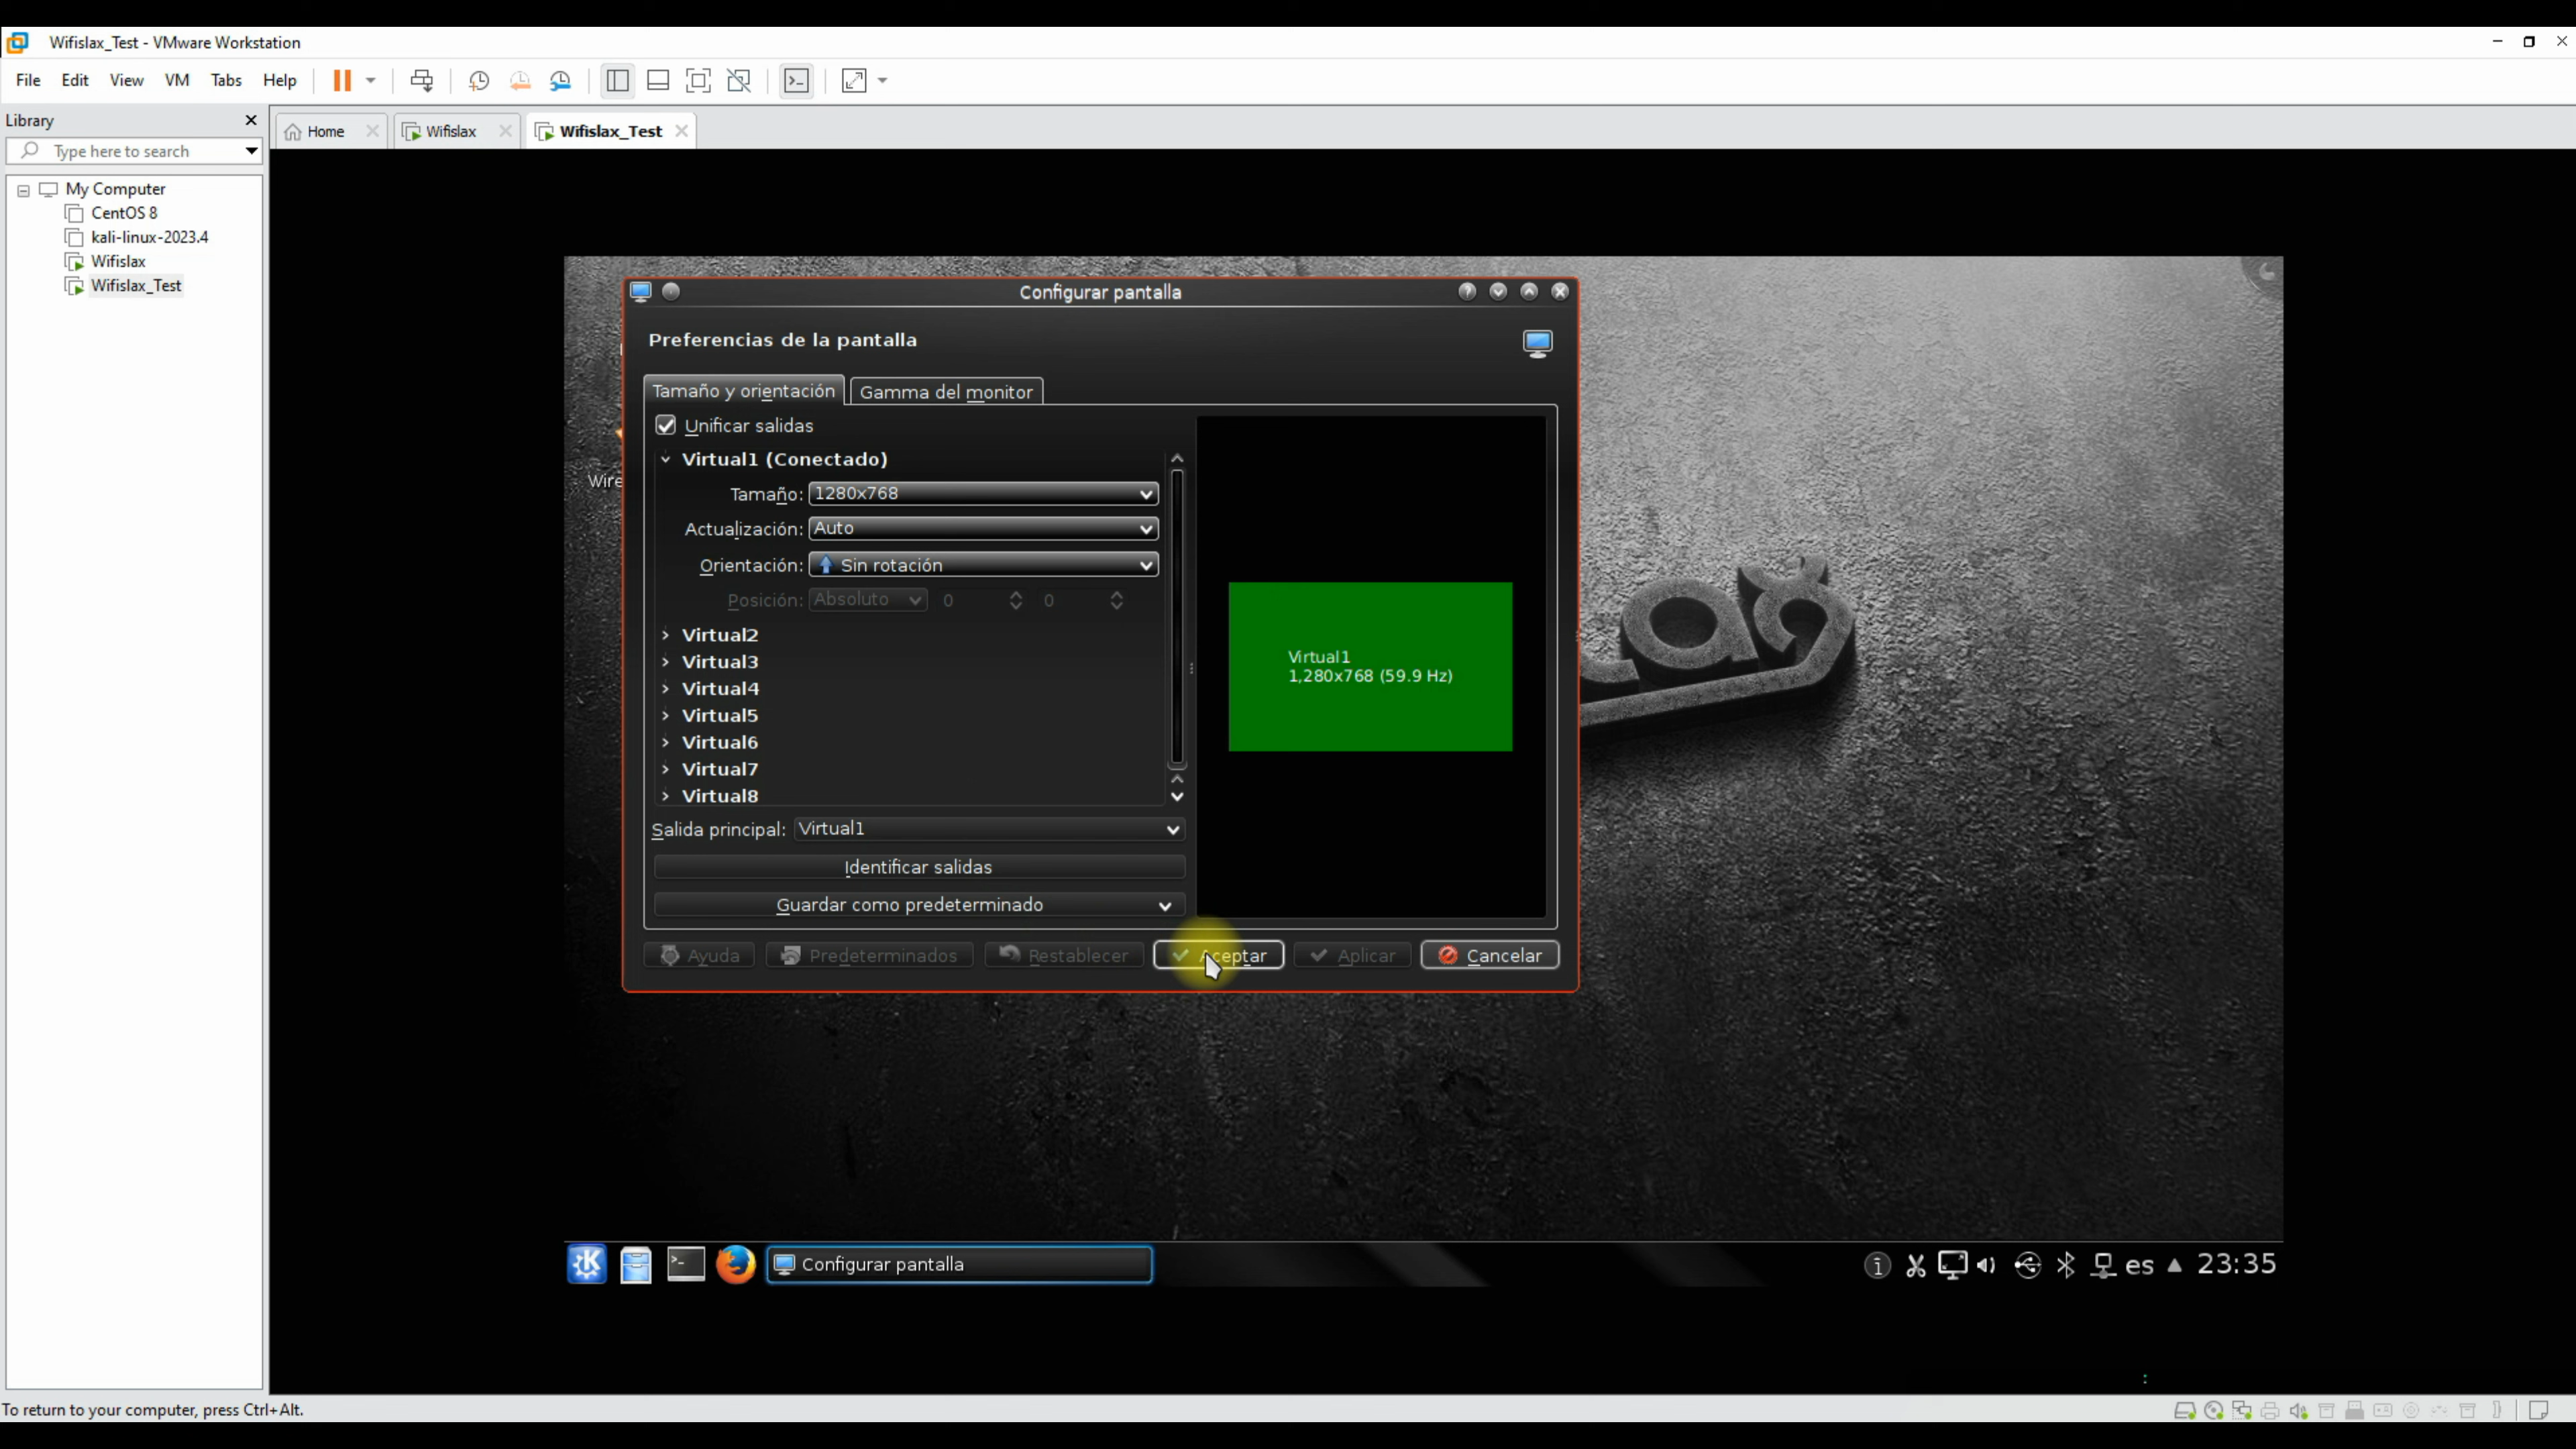 Wifislax_Test - VMware Workstation
File Edit View VM Tabs Help
Library
Type here to search
Home
Wifislax
Wifislax_Test
My Computer
CentOS 8
kali-linux-2023.4
Wifislax
Wifislax_Test
Configurar pantalla
Preferencias de la pantalla
Tamaño y orientación
Gamma del monitor
Unificar salidas
Virtual1 (Conectado)
Tamaño: 1280x768
Actualización: Auto
Orientación: Sin rotación
Posición: Absoluto 0 0
Virtual2
Virtual3
Virtual4
Virtual5
Virtual6
Virtual7
Virtual8
Virtual1
1,280x768 (59.9 Hz)
Salida principal: Virtual1
Identificar salidas
Guardar como predeterminado
Ayuda Predeterminados Restablecer Aceptar Aplicar Cancelar
Wire
Configurar pantalla
es 23:35
To return to your computer, press Ctrl+Alt.